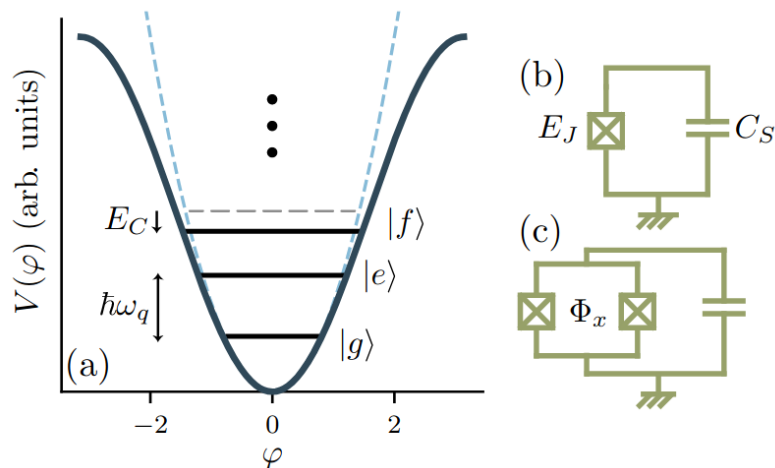 V(φ) (arb. units)
E_C
ħω_q
|f⟩
|e⟩
|g⟩
(a)
−2
0
2
φ
(b)
E_J
C_S
(c)
Φ_x